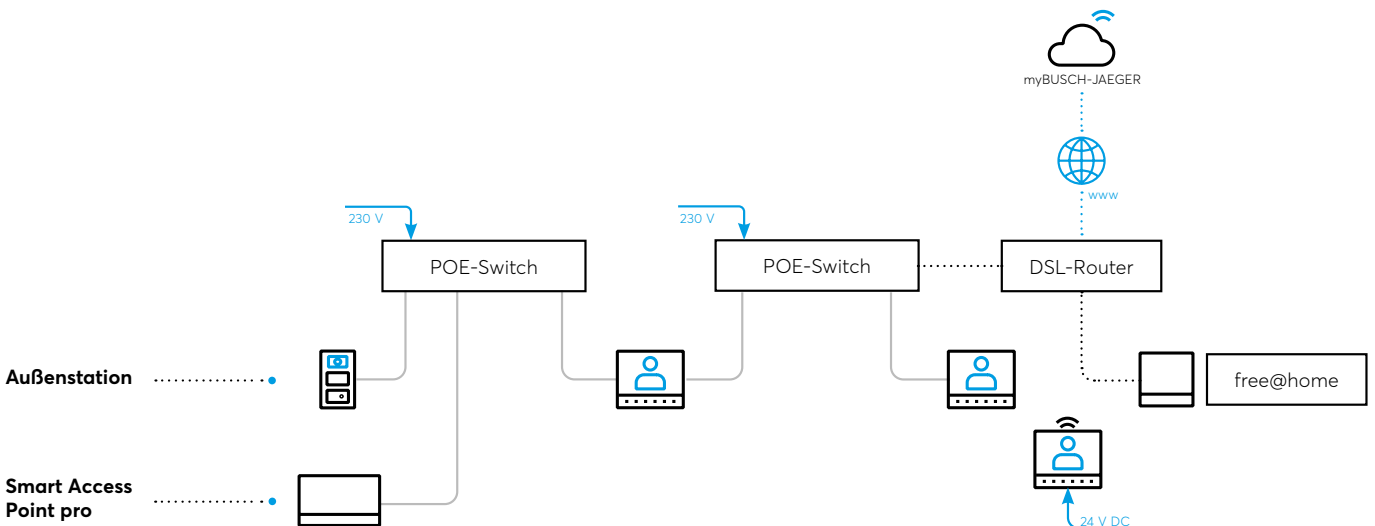 myBUSCH-JAEGER
www
230 V
230 V
POE-Switch
POE-Switch
DSL-Router
Außenstation
free@home
Smart Access
Point pro
24 V DC